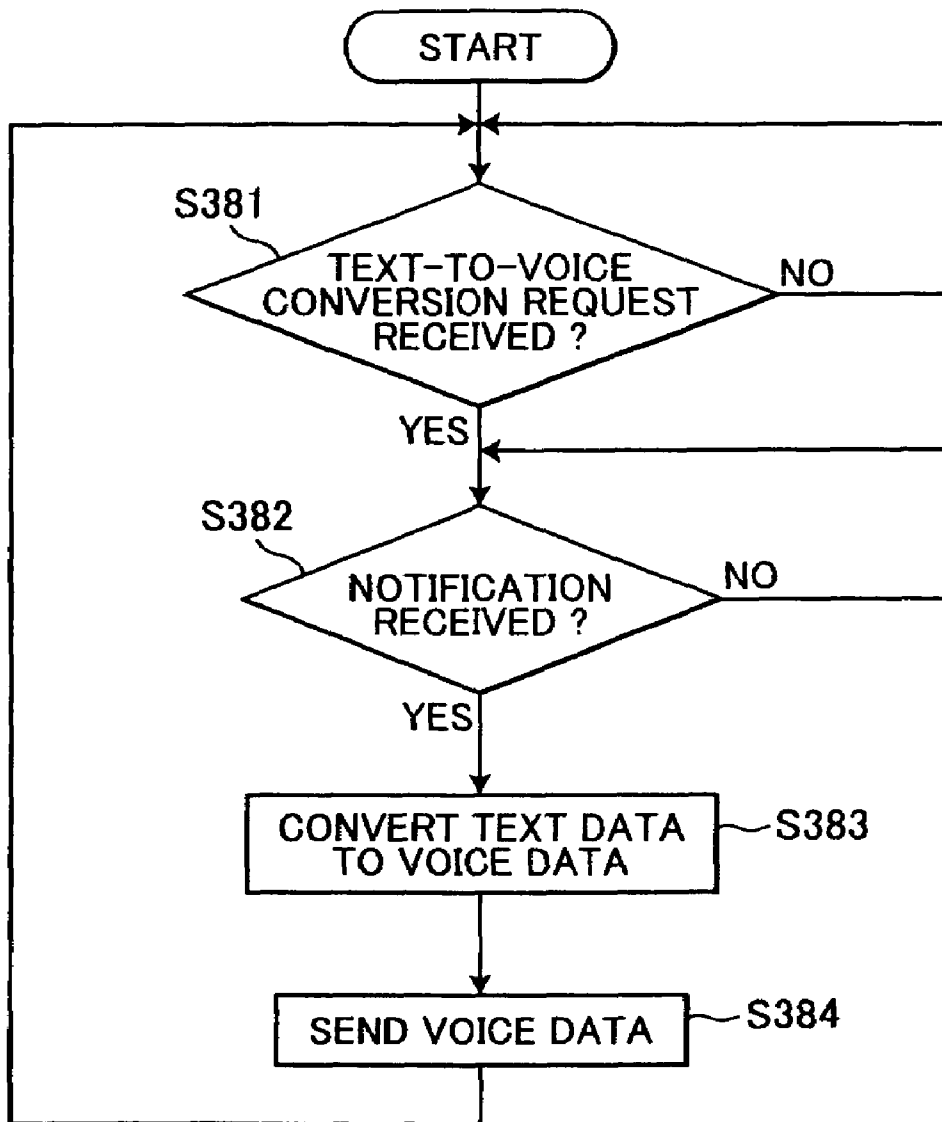 START
S381
TEXT-TO-VOICE
CONVERSION REQUEST
RECEIVED ?
NO
YES
S382
NOTIFICATION
RECEIVED ?
NO
YES
CONVERT TEXT DATA
TO VOICE DATA
S383
SEND VOICE DATA
S384